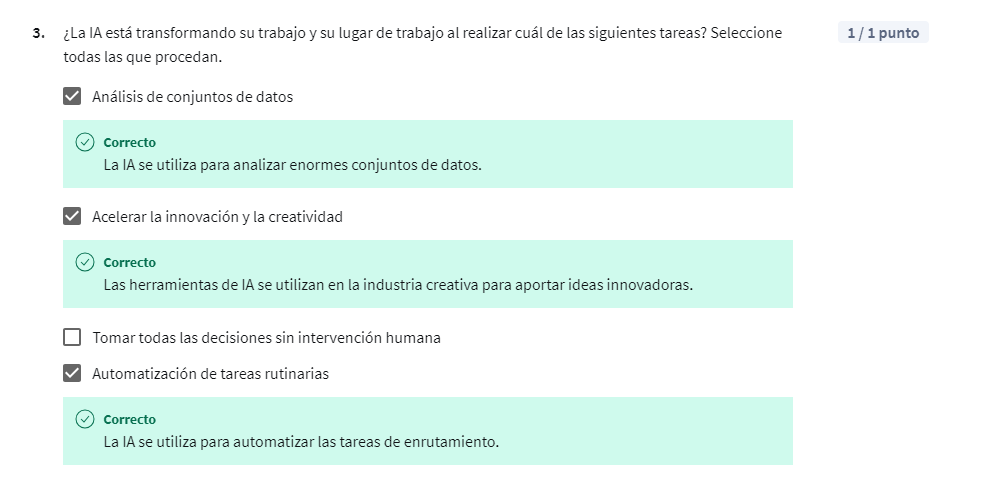 3. ¿La IA está transformando su trabajo y su lugar de trabajo al realizar cuál de las siguientes tareas? Seleccione
todas las que procedan.
1 / 1 punto
Análisis de conjuntos de datos
Correcto
La IA se utiliza para analizar enormes conjuntos de datos.
Acelerar la innovación y la creatividad
Correcto
Las herramientas de IA se utilizan en la industria creativa para aportar ideas innovadoras.
Tomar todas las decisiones sin intervención humana
Automatización de tareas rutinarias
Correcto
La IA se utiliza para automatizar las tareas de enrutamiento.